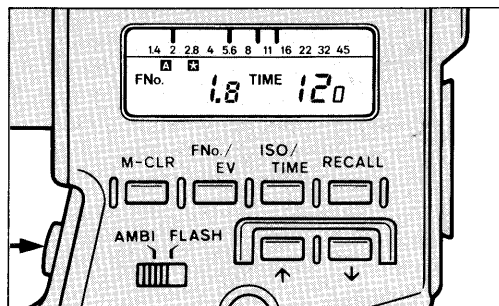 1.4 2 2.8 4 5.6 8 11 16 22 32 45
A *
FNo. 1.8 TIME 120
M-CLR FNo./EV ISO/TIME RECALL
AMBI FLASH
↑ ↓